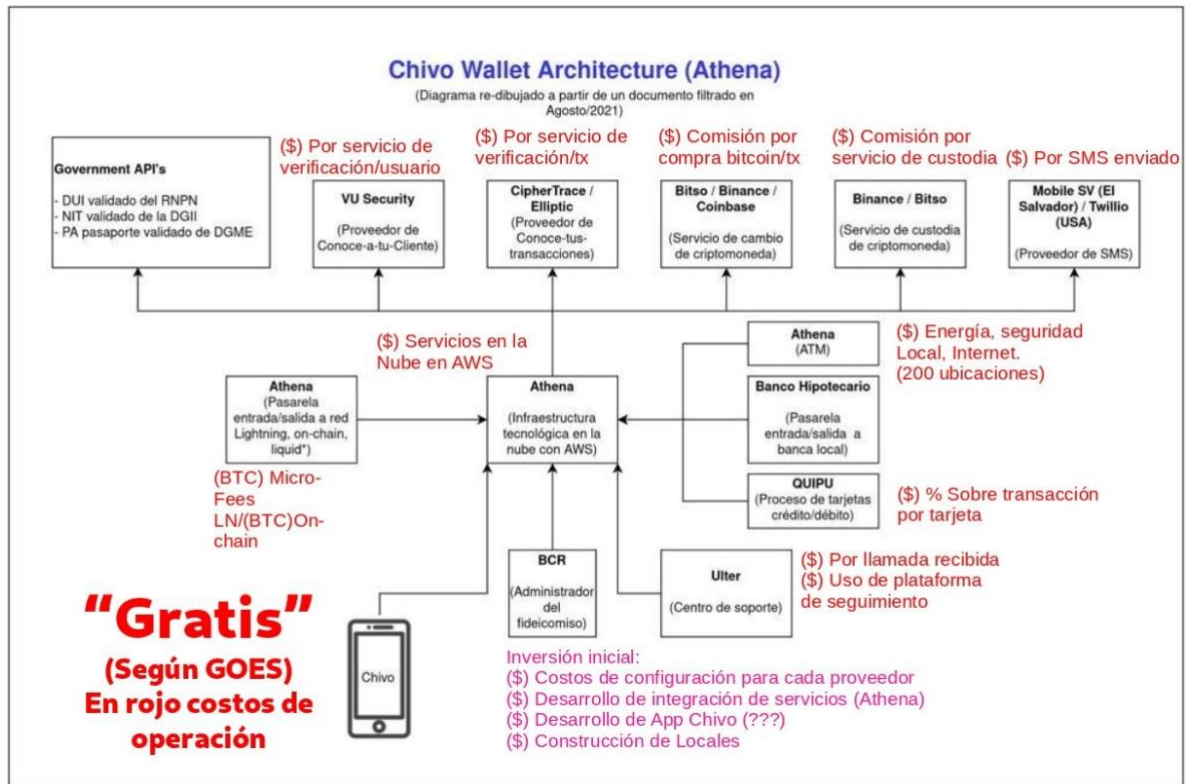 Chivo Wallet Architecture (Athena)
(Diagrama re-dibujado a partir de un documento filtrado en
Agosto/2021)
Government API's
- DUI validado del RNPN
- NIT validado de la DGII
- PA pasaporte validado de DGME
($) Por servicio de
verificación/usuario
VU Security
(Proveedor de
Conoce-a-tu-Cliente)
($) Por servicio de
verificación/tx
CipherTrace /
Elliptic
(Proveedor de
Conoce-tus-
transacciones)
($) Comisión por
compra bitcoin/tx
Bitso / Binance /
Coinbase
(Servicio de cambio
de criptomoneda)
($) Comisión por
servicio de custodia
Binance / Bitso
(Servicio de custodia
de criptomoneda)
($) Por SMS enviado
Mobile SV (El
Salvador) / Twillio
(USA)
(Proveedor de SMS)
($) Servicios en la
Nube en AWS
Athena
(Pasarela
entrada/salida a red
Lightning, on-chain,
liquid*)
(BTC) Micro-
Fees
LN/(BTC)On-
chain
Athena
(Infraestructura
tecnológica en la
nube con AWS)
Athena
(ATM)
($) Energía, seguridad
Local, Internet.
(200 ubicaciones)
Banco Hipotecario
(Pasarela
entrada/salida a
banca local)
QUIPU
(Proceso de tarjetas
crédito/débito)
($) % Sobre transacción
por tarjeta
BCR
(Administrador
del
fideicomiso)
Ulter
(Centro de soporte)
($) Por llamada recibida
($) Uso de plataforma
de seguimiento
"Gratis"
(Según GOES)
En rojo costos de
operación
Chivo
Inversión inicial:
($) Costos de configuración para cada proveedor
($) Desarrollo de integración de servicios (Athena)
($) Desarrollo de App Chivo (???)
($) Construcción de Locales